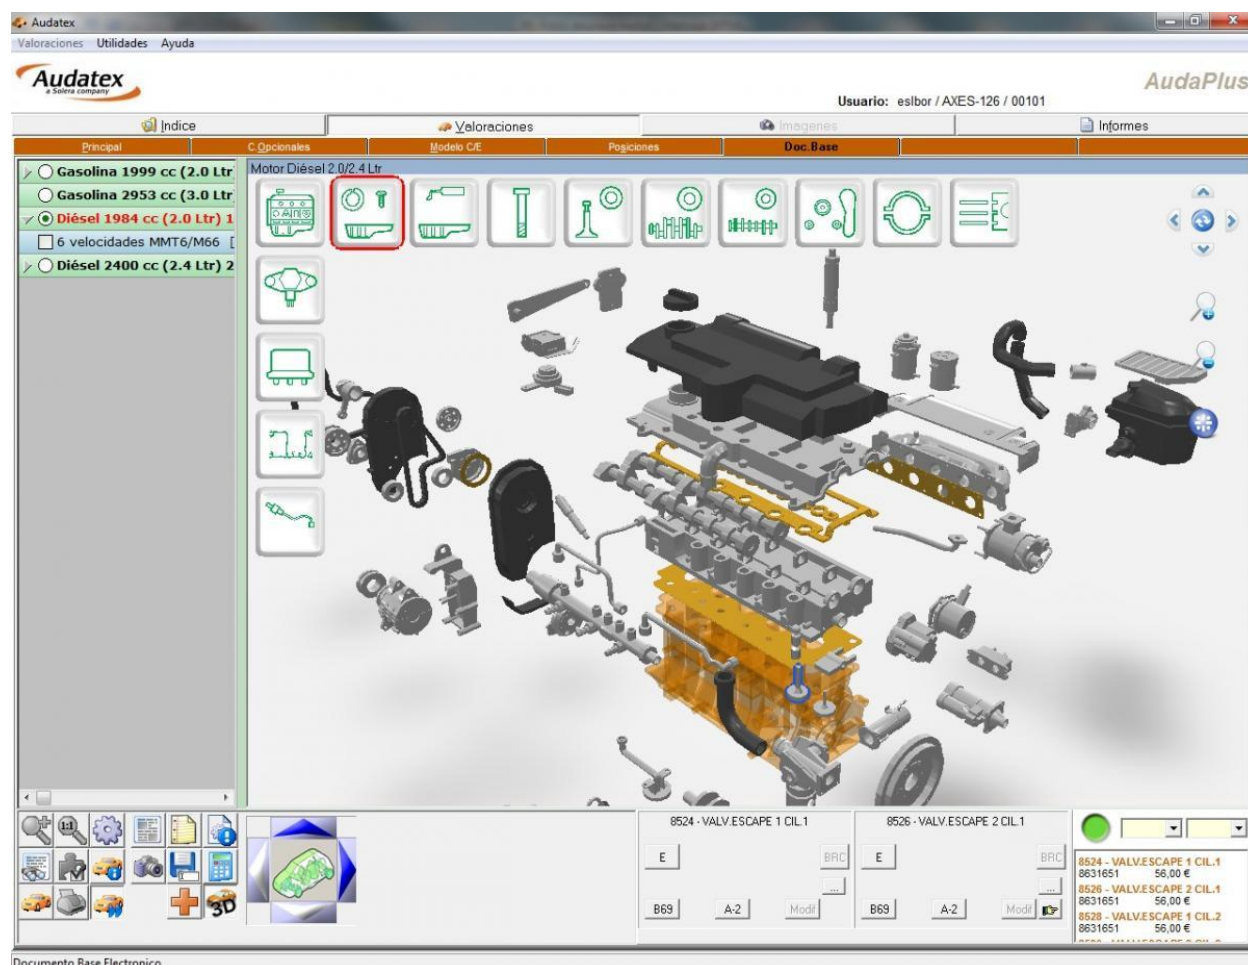 Audatex
Valoraciones Utilidades Ayuda
Audatex
a Solera company
AudaPlus
Usuario: eslbor / AXES-126 / 00101
Indice
Valoraciones
Imagenes
Informes
Principal
C.Opcionales
Modelo C/E
Posiciones
Doc.Base
Gasolina 1999 cc (2.0 Ltr
Gasolina 2953 cc (3.0 Ltr
Diésel 1984 cc (2.0 Ltr) 1
6 velocidades MMT6/M66 [
Diésel 2400 cc (2.4 Ltr) 2
Motor Diésel 2.0/2.4 Ltr
1:1
3D
8524 - VALV.ESCAPE 1 CIL.1
E
BRC
...
B69
A-2
Modif
8526 - VALV.ESCAPE 2 CIL.1
E
BRC
...
B69
A-2
Modif
8524 - VALV.ESCAPE 1 CIL.1
8631651 56,00 €
8526 - VALV.ESCAPE 2 CIL.1
8631651 56,00 €
8528 - VALV.ESCAPE 1 CIL.2
8631651 56,00 €
Documento Base Electronico